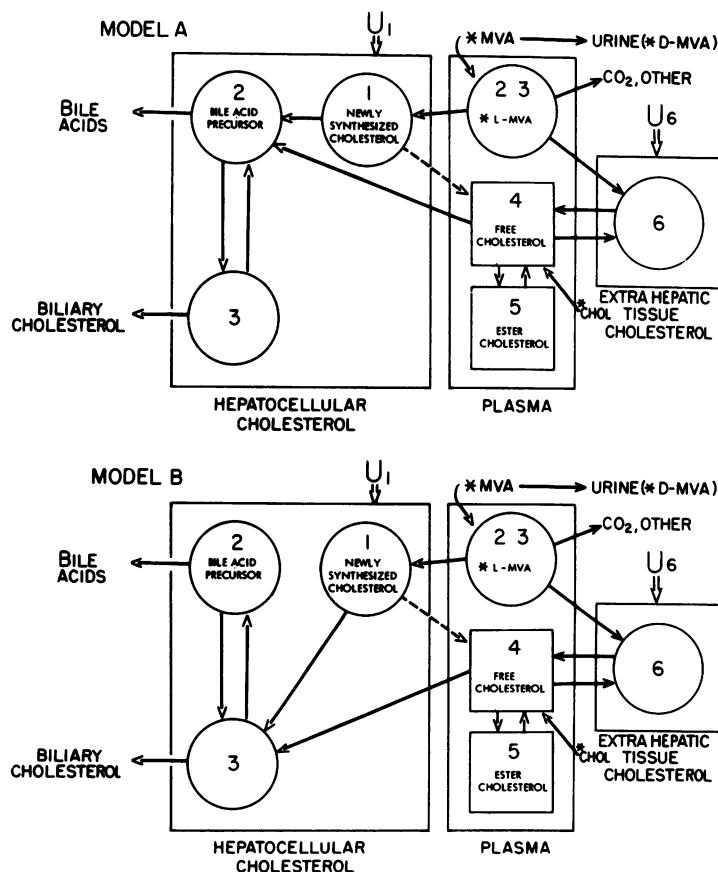 MODEL A
U1
*MVA
URINE(*D-MVA)
CO2, OTHER
BILE
ACIDS
2
BILE ACID
PRECURSOR
1
NEWLY
SYNTHESIZED
CHOLESTEROL
2 3
*L-MVA
U6
4
FREE
CHOLESTEROL
6
BILIARY
CHOLESTEROL
3
5
ESTER
CHOLESTEROL
*CHOL
EXTRA HEPATIC
TISSUE
CHOLESTEROL
HEPATOCELLULAR
CHOLESTEROL
PLASMA
MODEL B
U1
*MVA
URINE(*D-MVA)
CO2, OTHER
BILE
ACIDS
2
BILE ACID
PRECURSOR
1
NEWLY
SYNTHESIZED
CHOLESTEROL
2 3
*L-MVA
U6
4
FREE
CHOLESTEROL
6
BILIARY
CHOLESTEROL
3
5
ESTER
CHOLESTEROL
*CHOL
EXTRA HEPATIC
TISSUE
CHOLESTEROL
HEPATOCELLULAR
CHOLESTEROL
PLASMA